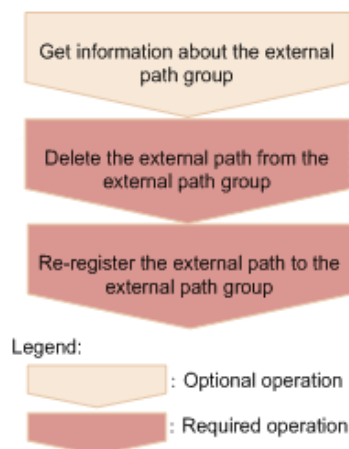 Get information about the external
path group
Delete the external path from the
external path group
Re-register the external path to the
external path group
Legend:
: Optional operation
: Required operation